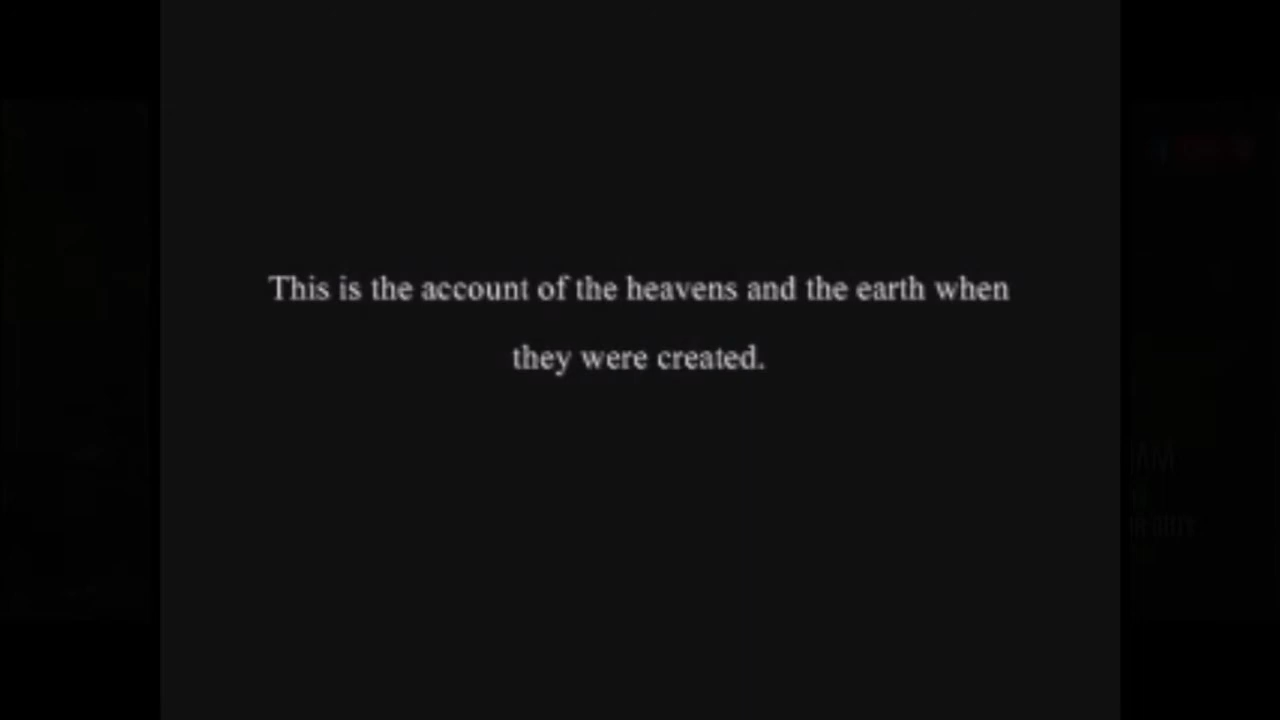 This is the account of the heavens and the earth when
they were created.